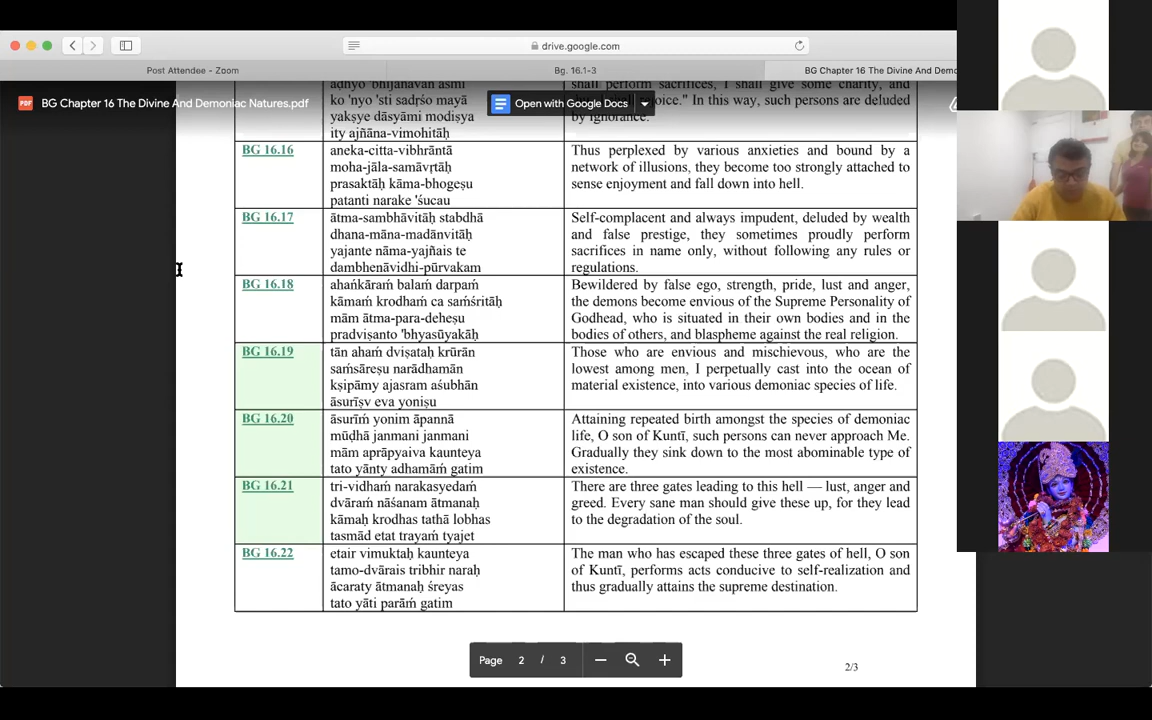 drive.google.com
Post Attendee - Zoom
Bg. 16.1-3
BG Chapter 16 The Divine And Demo
PDF
BG Chapter 16 The Divine And Demoniac Natures.pdf
Open with Google Docs
āḍhyo 'bhijanavān asmi
ko 'nyo 'sti sadṛśo mayā
yakṣye dāsyāmi modiṣya
ity ajñāna-vimohitāḥ
shall perform sacrifices, I shall give some charity, and
joice." In this way, such persons are deluded
by ignorance.
BG 16.16
aneka-citta-vibhrāntā
moha-jāla-samāvṛtāḥ
prasaktāḥ kāma-bhogeṣu
patanti narake 'śucau
Thus perplexed by various anxieties and bound by a
network of illusions, they become too strongly attached to
sense enjoyment and fall down into hell.
BG 16.17
ātma-sambhāvitāḥ stabdhā
dhana-māna-madānvitāḥ
yajante nāma-yajñais te
dambhenāvidhi-pūrvakam
Self-complacent and always impudent, deluded by wealth
and false prestige, they sometimes proudly perform
sacrifices in name only, without following any rules or
regulations.
BG 16.18
ahaṅkāraṁ balaṁ darpaṁ
kāmaṁ krodhaṁ ca saṁśritāḥ
mām ātma-para-deheṣu
pradviṣanto 'bhyasūyakāḥ
Bewildered by false ego, strength, pride, lust and anger,
the demons become envious of the Supreme Personality of
Godhead, who is situated in their own bodies and in the
bodies of others, and blaspheme against the real religion.
BG 16.19
tān ahaṁ dviṣataḥ krūrān
saṁsāreṣu narādhamān
kṣipāmy ajasram aśubhān
āsurīṣv eva yoniṣu
Those who are envious and mischievous, who are the
lowest among men, I perpetually cast into the ocean of
material existence, into various demoniac species of life.
BG 16.20
āsurīṁ yonim āpannā
mūḍhā janmani janmani
mām aprāpyaiva kaunteya
tato yānty adhamāṁ gatim
Attaining repeated birth amongst the species of demoniac
life, O son of Kuntī, such persons can never approach Me.
Gradually they sink down to the most abominable type of
existence.
BG 16.21
tri-vidhaṁ narakasyedaṁ
dvāraṁ nāśanam ātmanaḥ
kāmaḥ krodhas tathā lobhas
tasmād etat trayaṁ tyajet
There are three gates leading to this hell — lust, anger and
greed. Every sane man should give these up, for they lead
to the degradation of the soul.
BG 16.22
etair vimuktaḥ kaunteya
tamo-dvārais tribhir naraḥ
ācaraty ātmanaḥ śreyas
tato yāti parāṁ gatim
The man who has escaped these three gates of hell, O son
of Kuntī, performs acts conducive to self-realization and
thus gradually attains the supreme destination.
Page 2 / 3
2/3